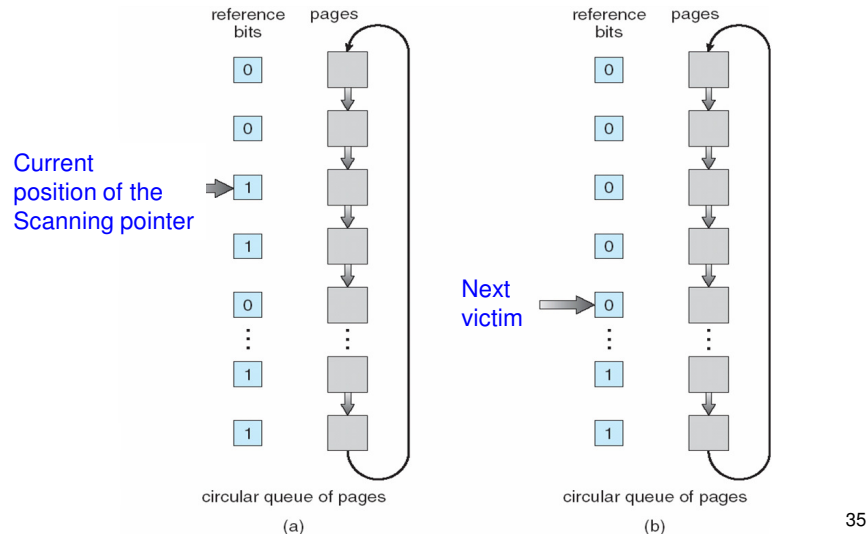 reference bits
pages
0
0
Current
position of the
Scanning pointer
1
1
0
1
1
circular queue of pages
(a)
reference bits
pages
0
0
0
0
Next
victim
0
1
1
circular queue of pages
(b)
35